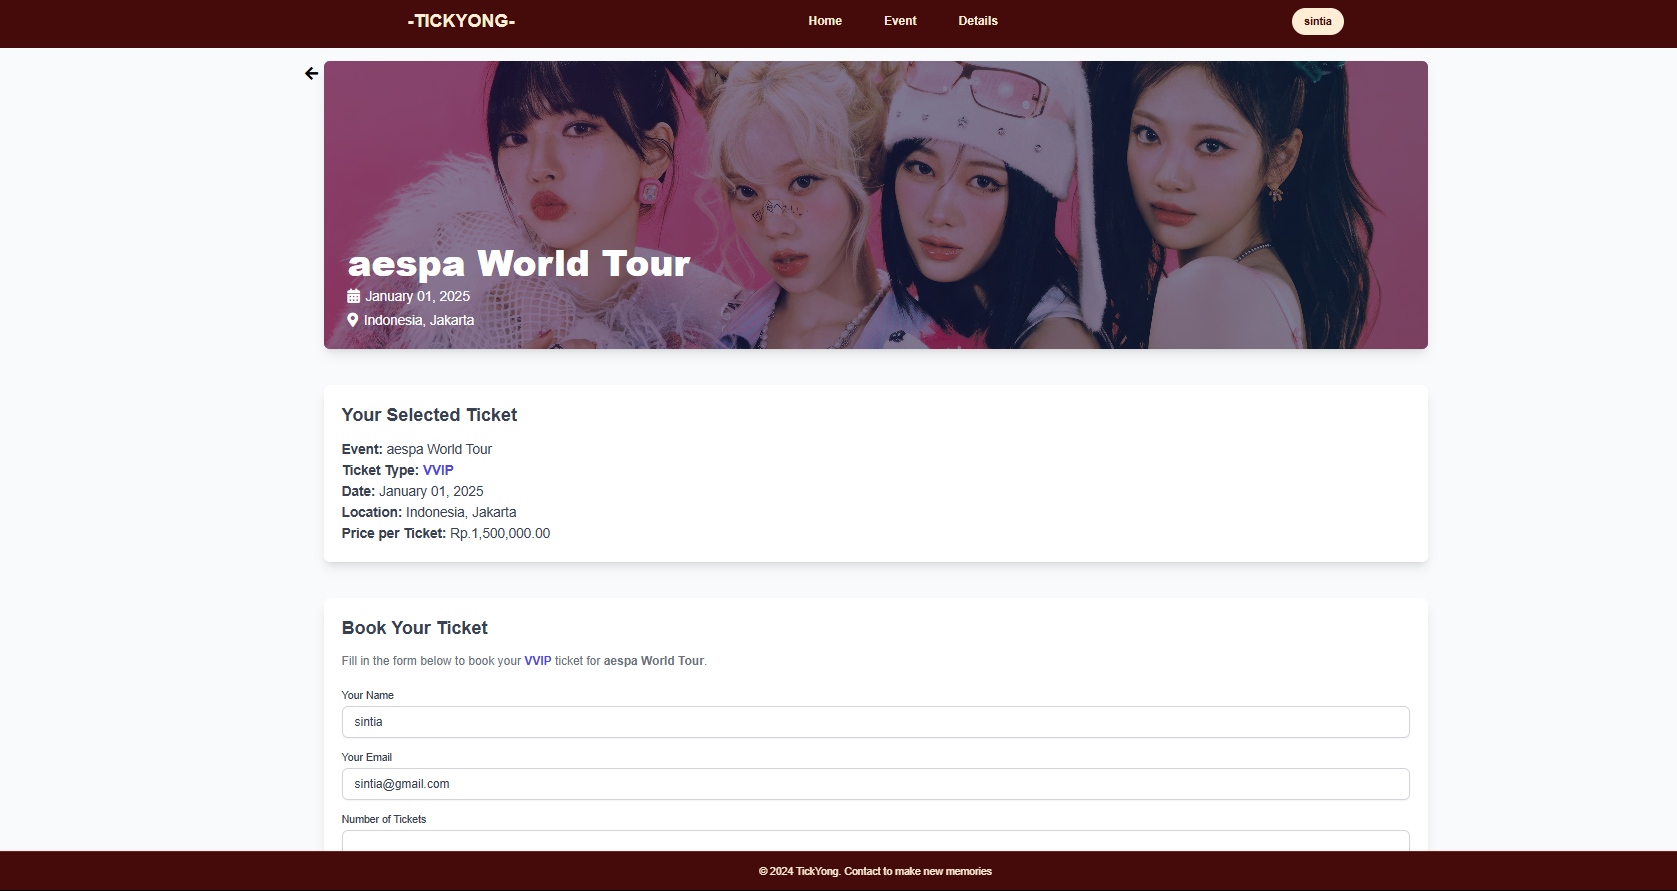 -TICKYONG-
Home
Event
Details
sintia
aespa World Tour
January 01, 2025
Indonesia, Jakarta
Your Selected Ticket
Event: aespa World Tour
Ticket Type: VVIP
Date: January 01, 2025
Location: Indonesia, Jakarta
Price per Ticket: Rp.1,500,000.00
Book Your Ticket
Fill in the form below to book your VVIP ticket for aespa World Tour.
Your Name
sintia
Your Email
sintia@gmail.com
Number of Tickets
© 2024 TickYong. Contact to make new memories